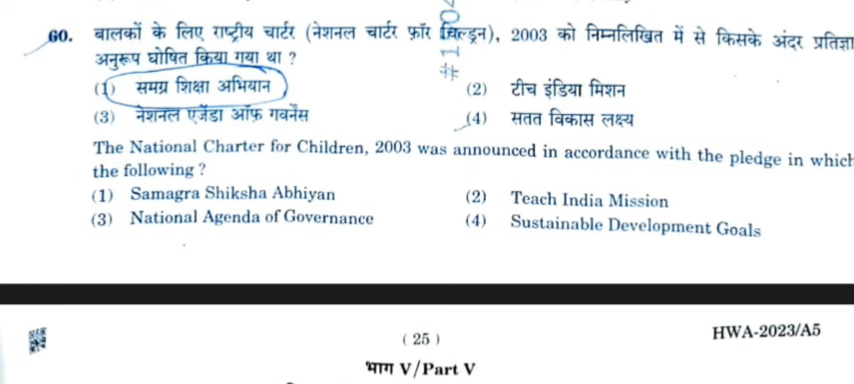 60. बालकों के लिए राष्ट्रीय चार्टर (नेशनल चार्टर फ़ॉर चिल्ड्रन), 2003 को निम्नलिखित में से किसके अंदर प्रतिज्ञा
अनुरूप घोषित किया गया था ?
(1) समग्र शिक्षा अभियान (2) टीच इंडिया मिशन
(3) नेशनल एजेंडा ऑफ़ गवर्नेंस (4) सतत विकास लक्ष्य
The National Charter for Children, 2003 was announced in accordance with the pledge in which
the following ?
(1) Samagra Shiksha Abhiyan (2) Teach India Mission
(3) National Agenda of Governance (4) Sustainable Development Goals
( 25 ) HWA-2023/A5
भाग V/Part V